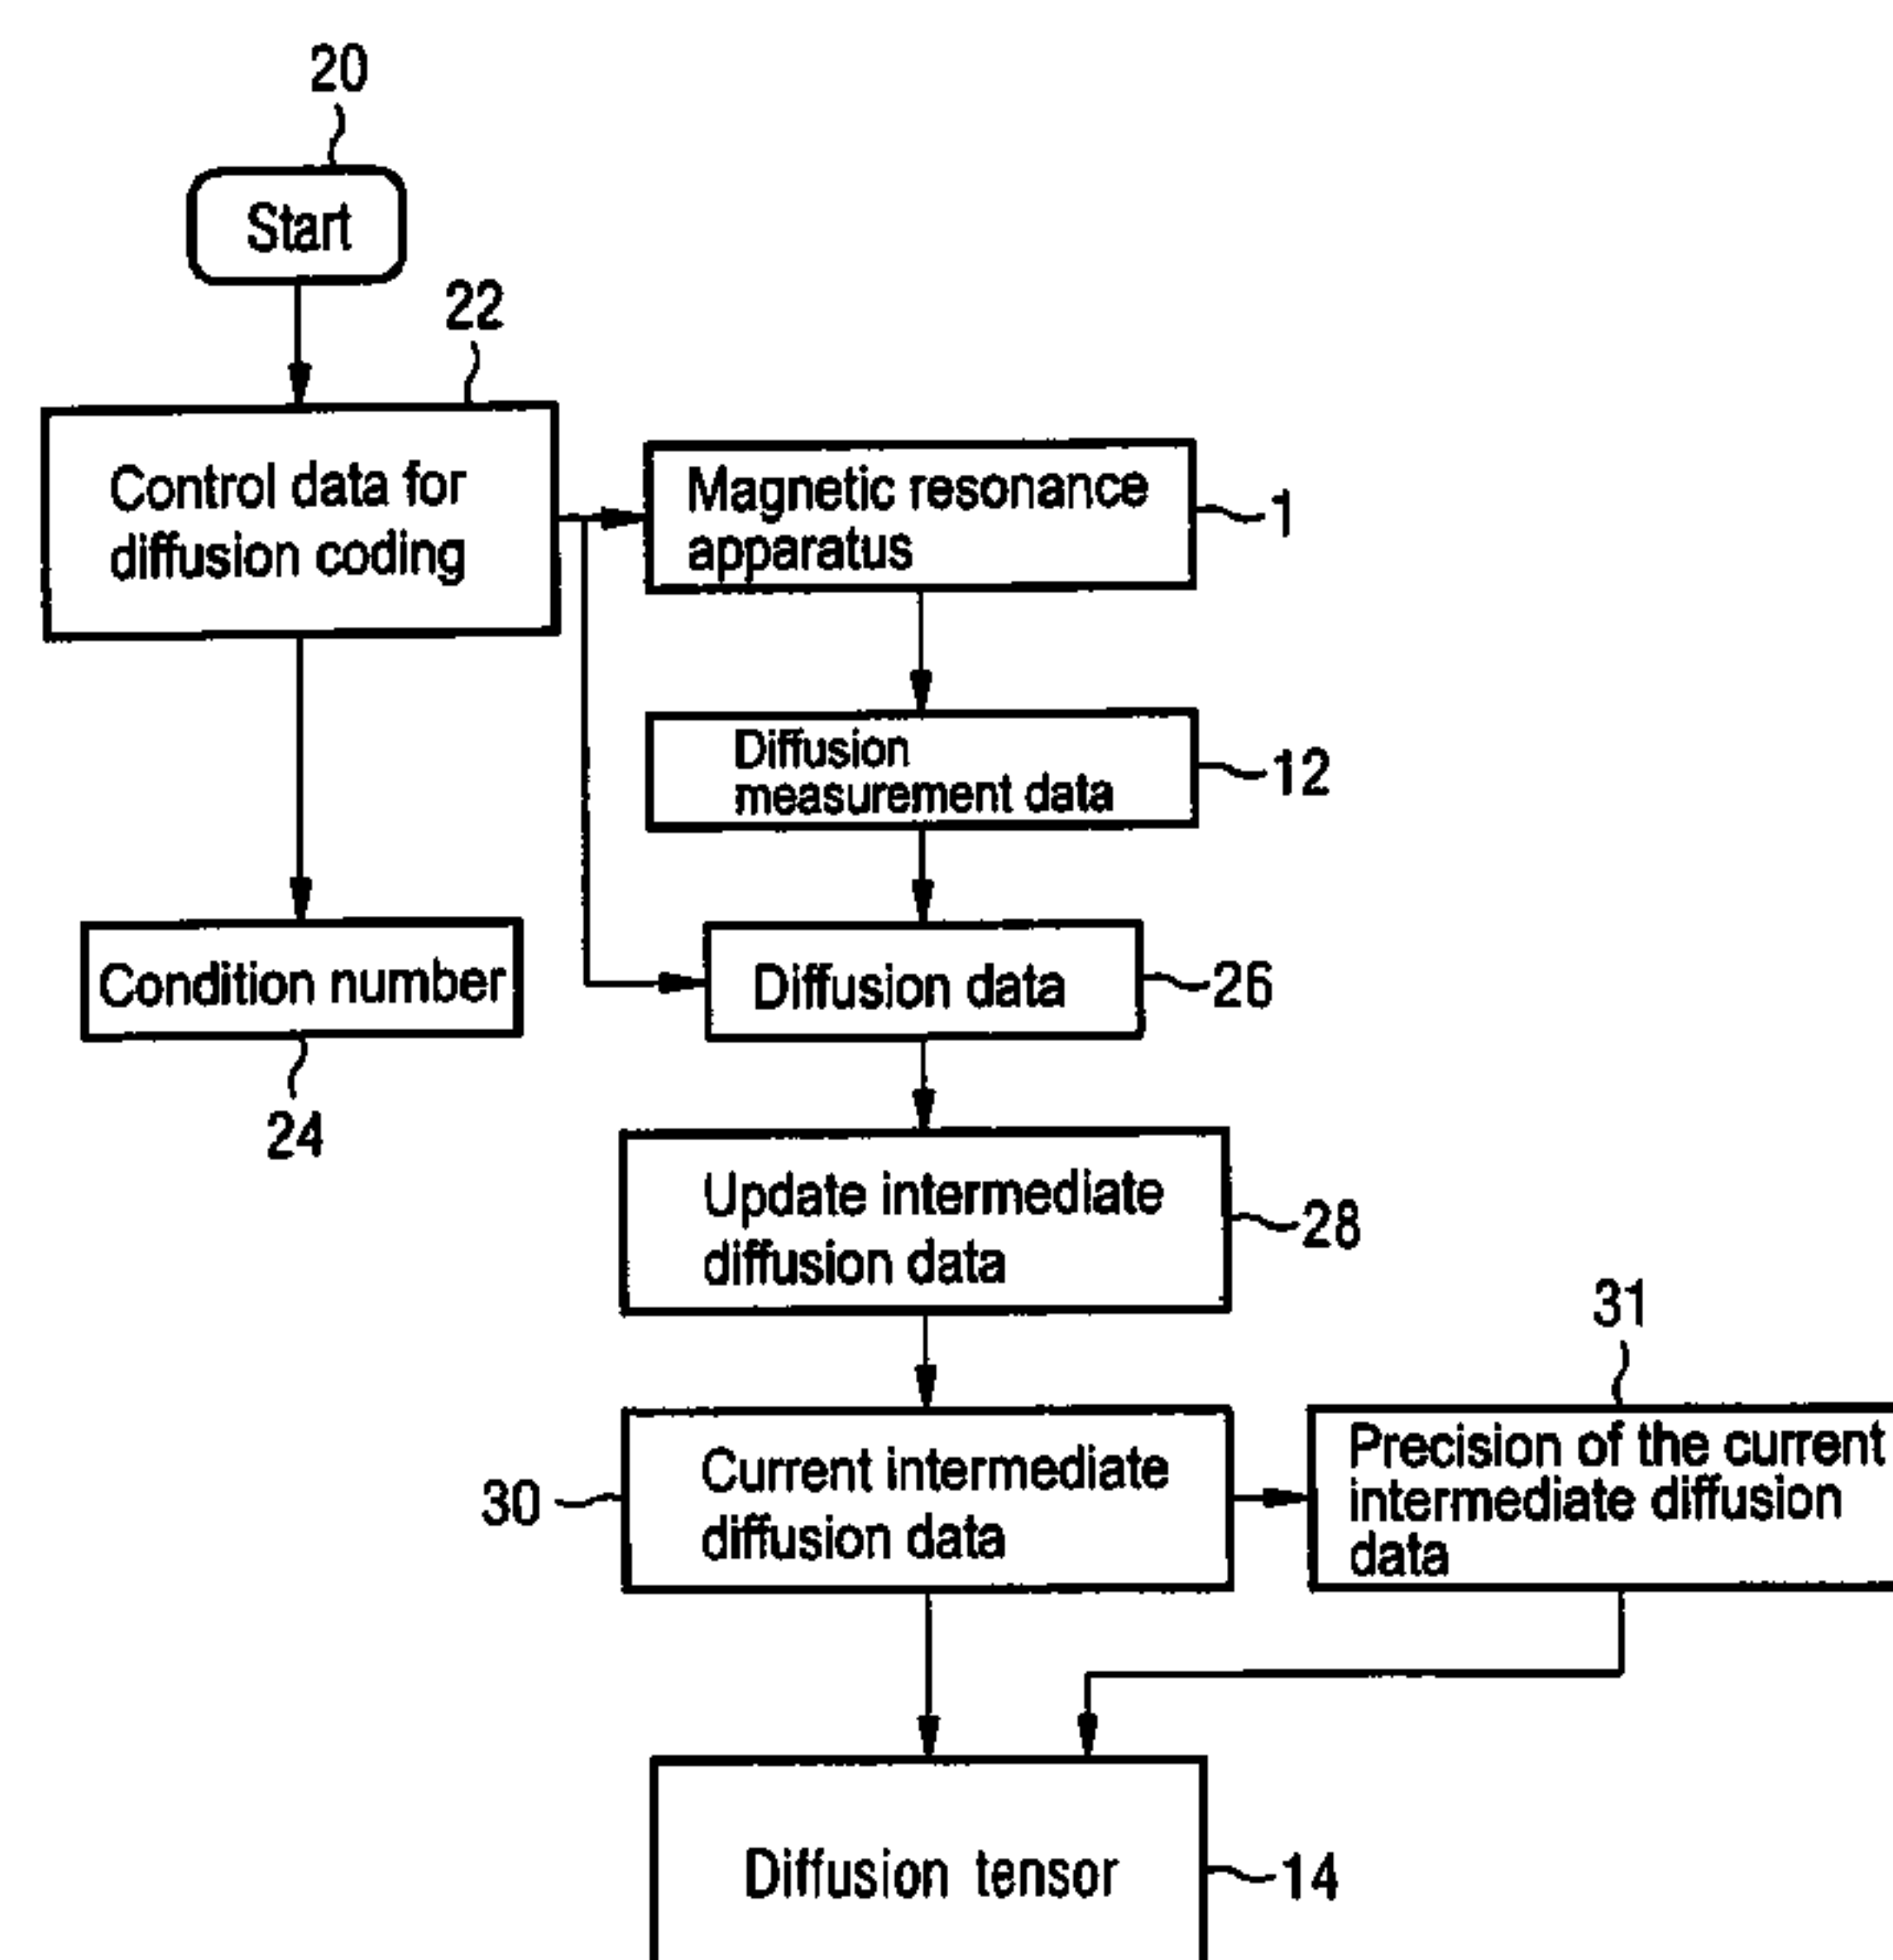 20
Start
22
Control data for
diffusion coding
Magnetic resonance
apparatus
1
Diffusion
measurement data
12
Condition number
24
Diffusion data
26
Update intermediate
diffusion data
28
31
30
Current intermediate
diffusion data
Precision of the current
intermediate diffusion
data
Diffusion tensor
14